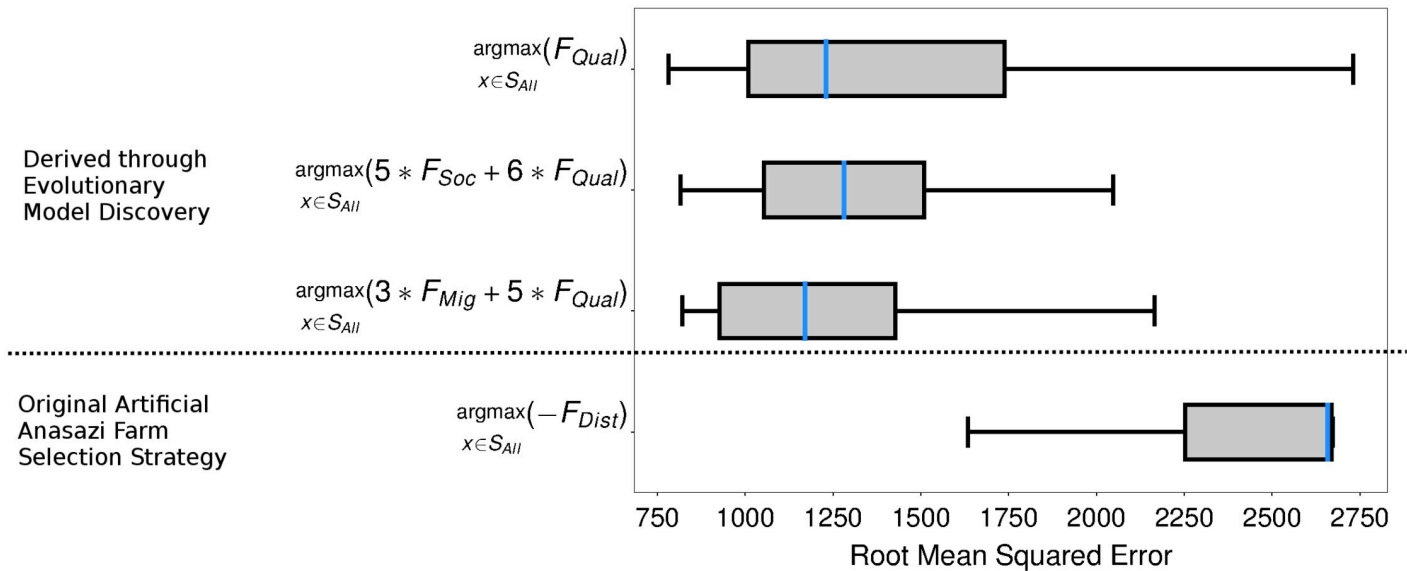 argmax(F_Qual)
x∈S_All
Derived through
Evolutionary
Model Discovery
argmax(5 * F_Soc + 6 * F_Qual)
x∈S_All
argmax(3 * F_Mig + 5 * F_Qual)
x∈S_All
Original Artificial
Anasazi Farm
Selection Strategy
argmax(−F_Dist)
x∈S_All
750 1000 1250 1500 1750 2000 2250 2500 2750
Root Mean Squared Error